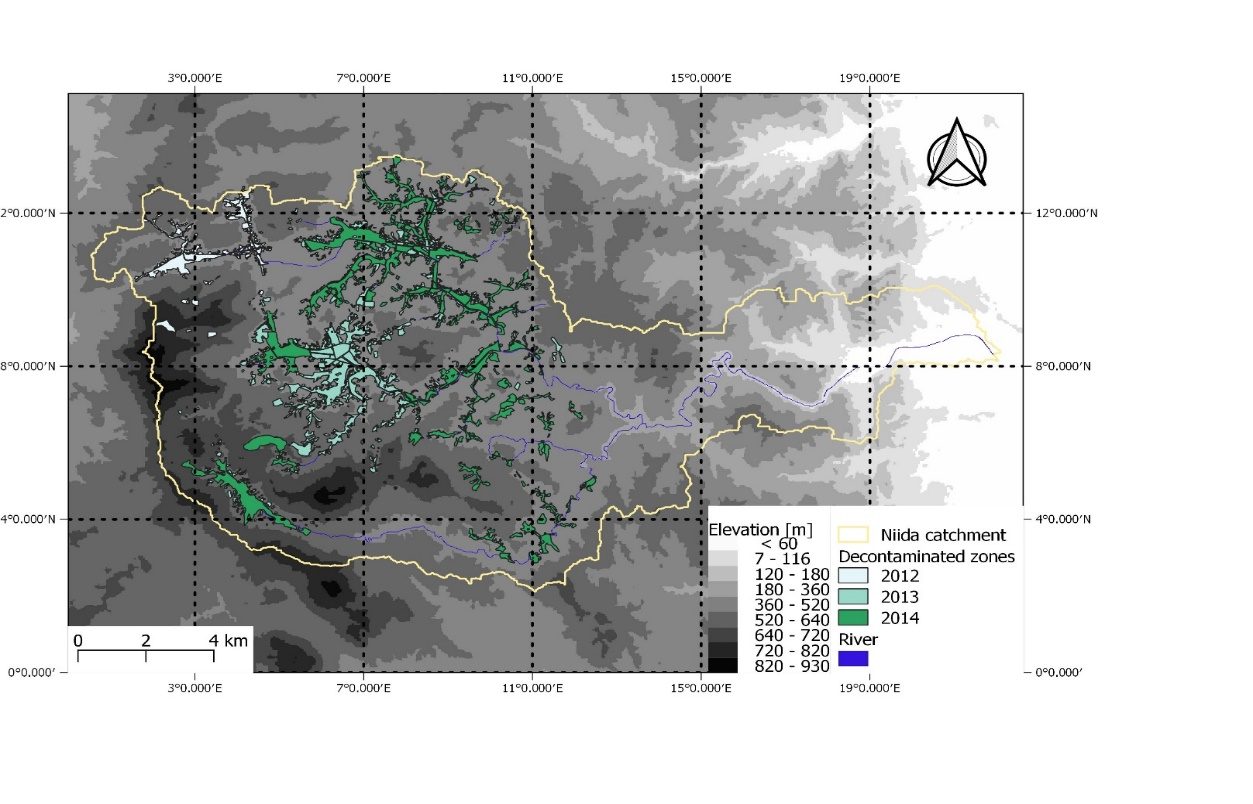 3°0.000′E 7°0.000′E 11°0.000′E 15°0.000′E 19°0.000′E
2°0.000′N 12°0.000′N
8°0.000′N 8°0.000′N
4°0.000′N 4°0.000′N
0°0.000′ 0°0.000′
Elevation [m]
< 60
7 - 116
120 - 180
180 - 360
360 - 520
520 - 640
640 - 720
720 - 820
820 - 930
Niida catchment
Decontaminated zones
2012
2013
2014
River
0 2 4 km
3°0.000′E 7°0.000′E 11°0.000′E 15°0.000′E 19°0.000′E